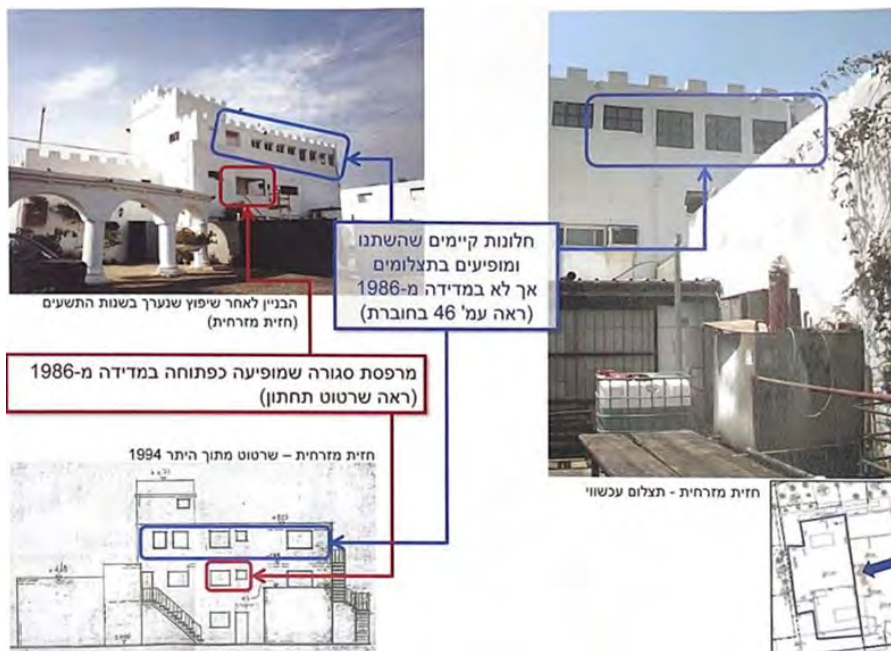 חלונות קיימים שהשתנו
ומופיעים בתצלומים
אך לא במדידה מ-1986
(ראה עמ' 46 בחוברת)
הבניין לאחר שיפוץ שנערך בשנות התשעים
(חזית מזרחית)
מרפסת סגורה שמופיעה כפתוחה במדידה מ-1986
(ראה שרטוט תחתון)
חזית מזרחית – שרטוט מתוך היתר 1994
חזית מזרחית - תצלום עכשווי